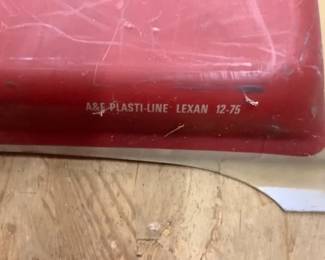 A&E PLASTI-LINE LEXAN 12-75